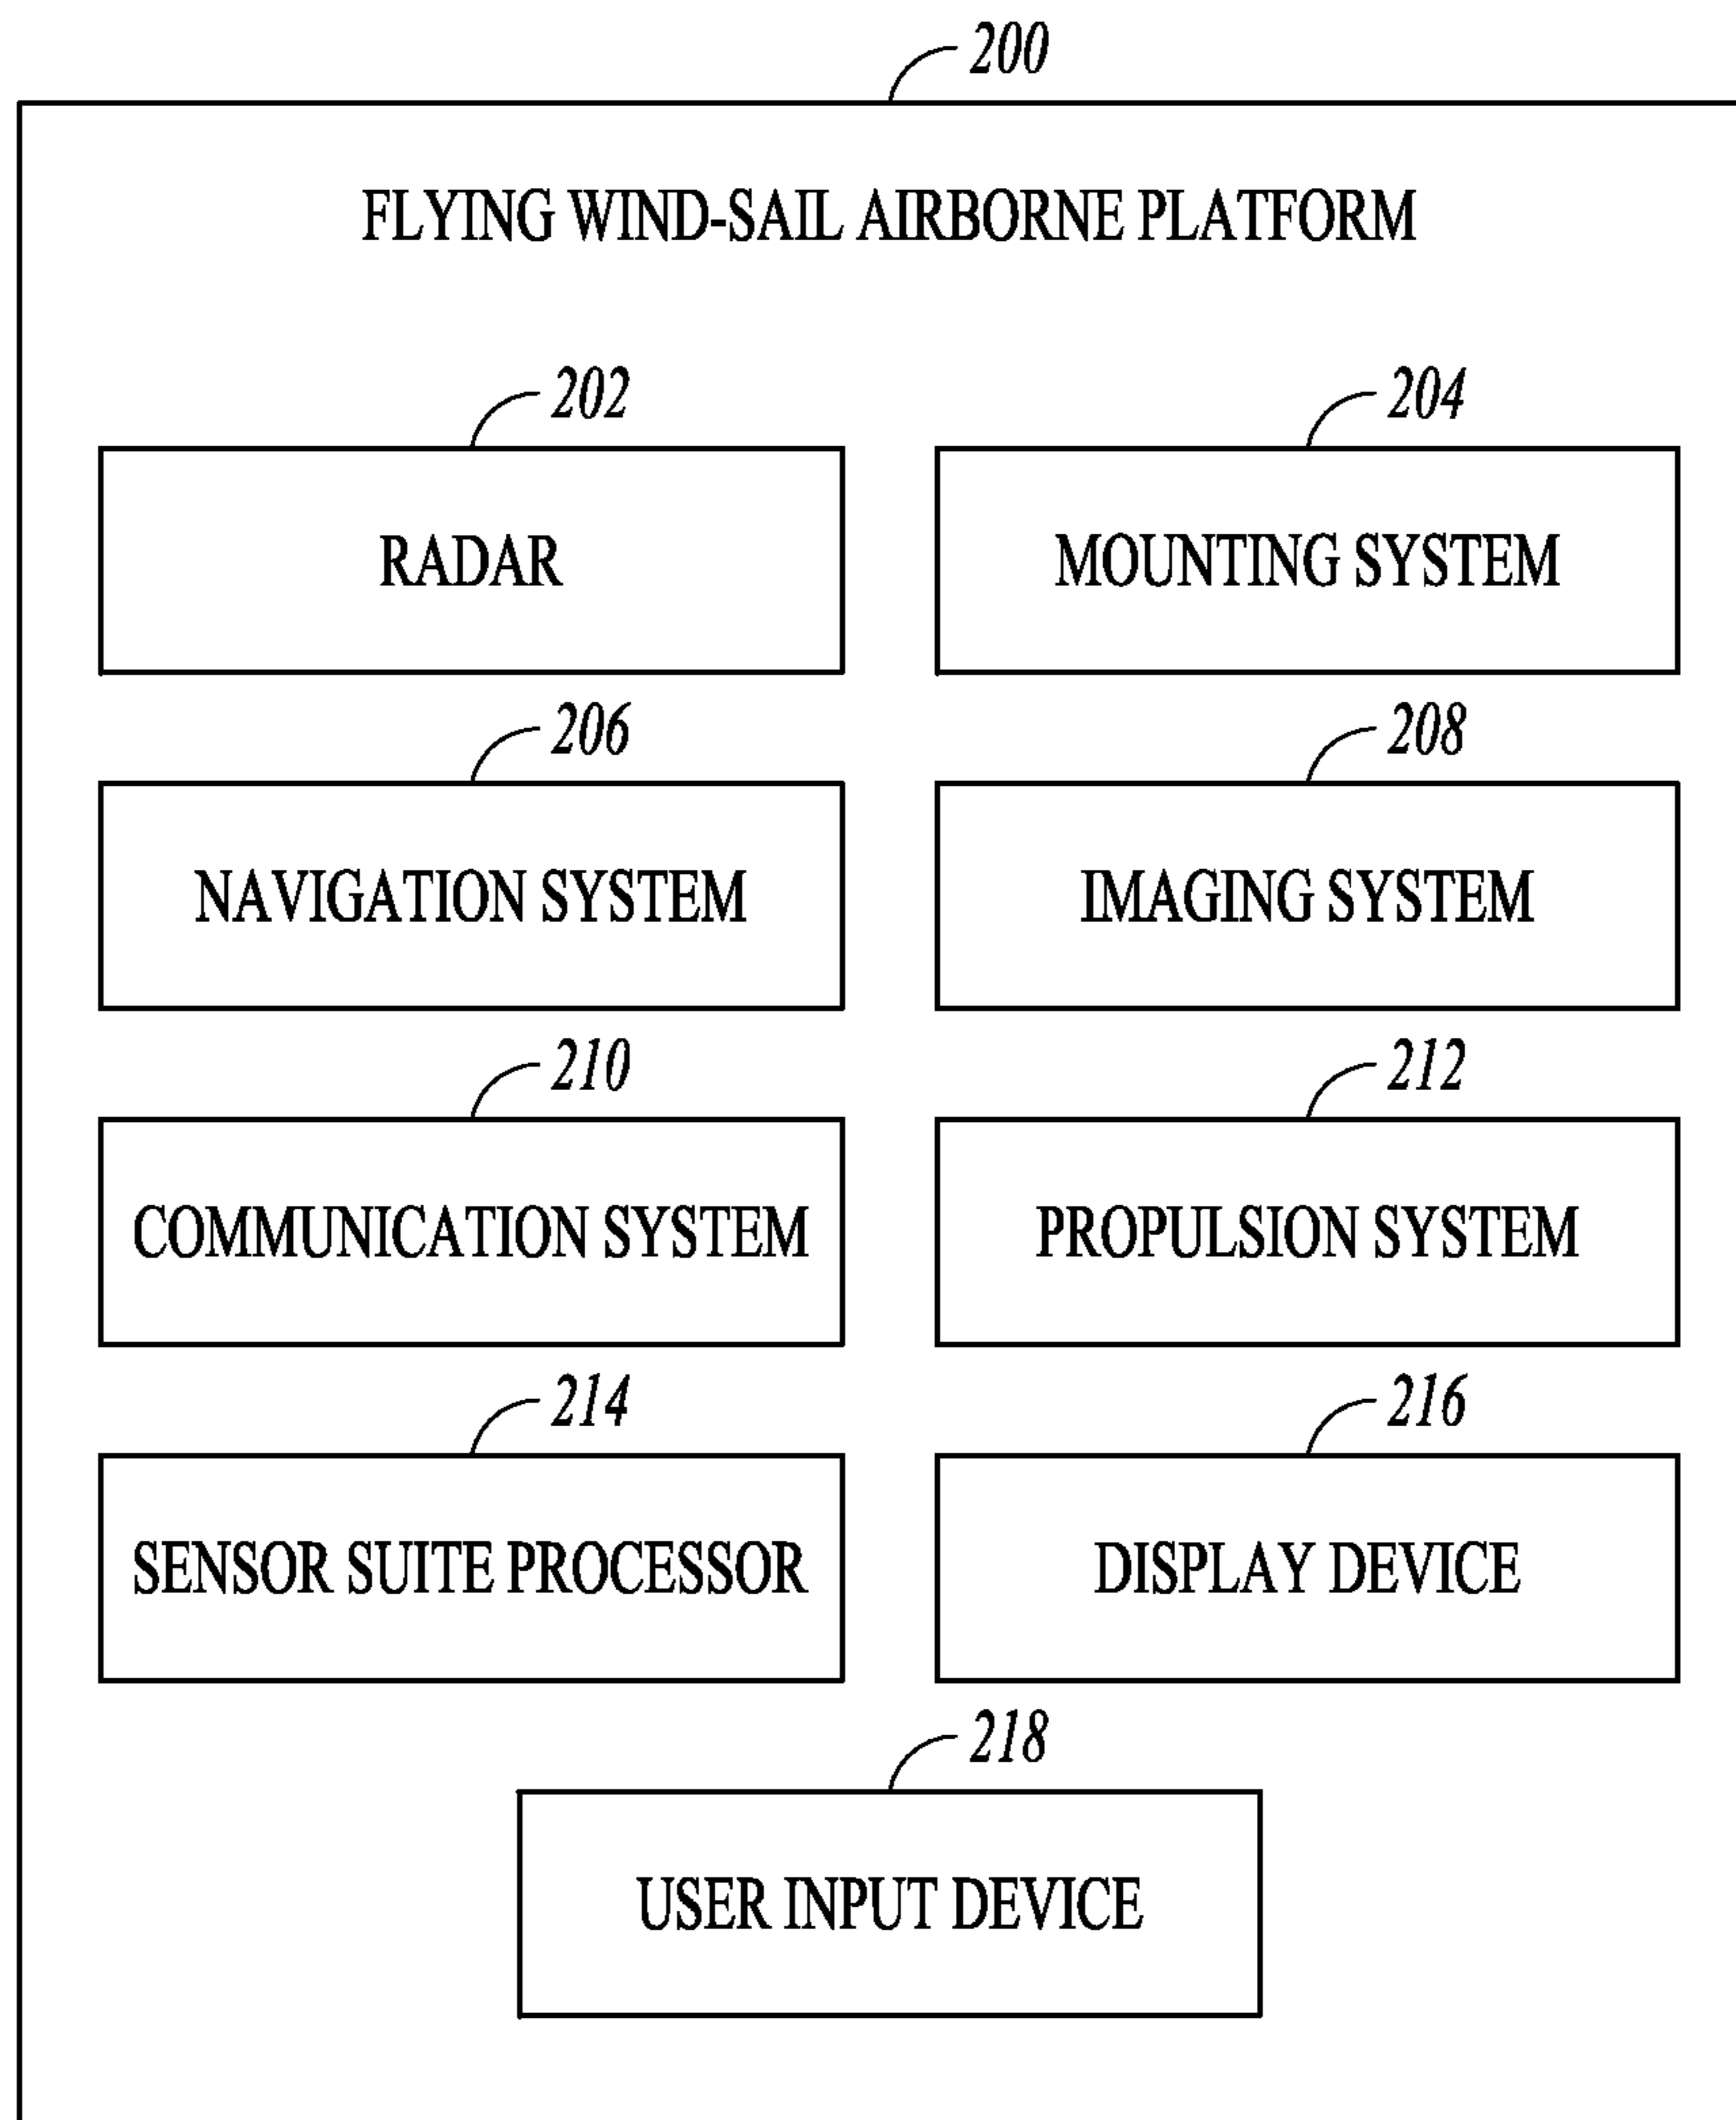 200
FLYING WIND-SAIL AIRBORNE PLATFORM
202
204
RADAR
MOUNTING SYSTEM
206
208
NAVIGATION SYSTEM
IMAGING SYSTEM
210
212
COMMUNICATION SYSTEM
PROPULSION SYSTEM
214
216
SENSOR SUITE PROCESSOR
DISPLAY DEVICE
218
USER INPUT DEVICE